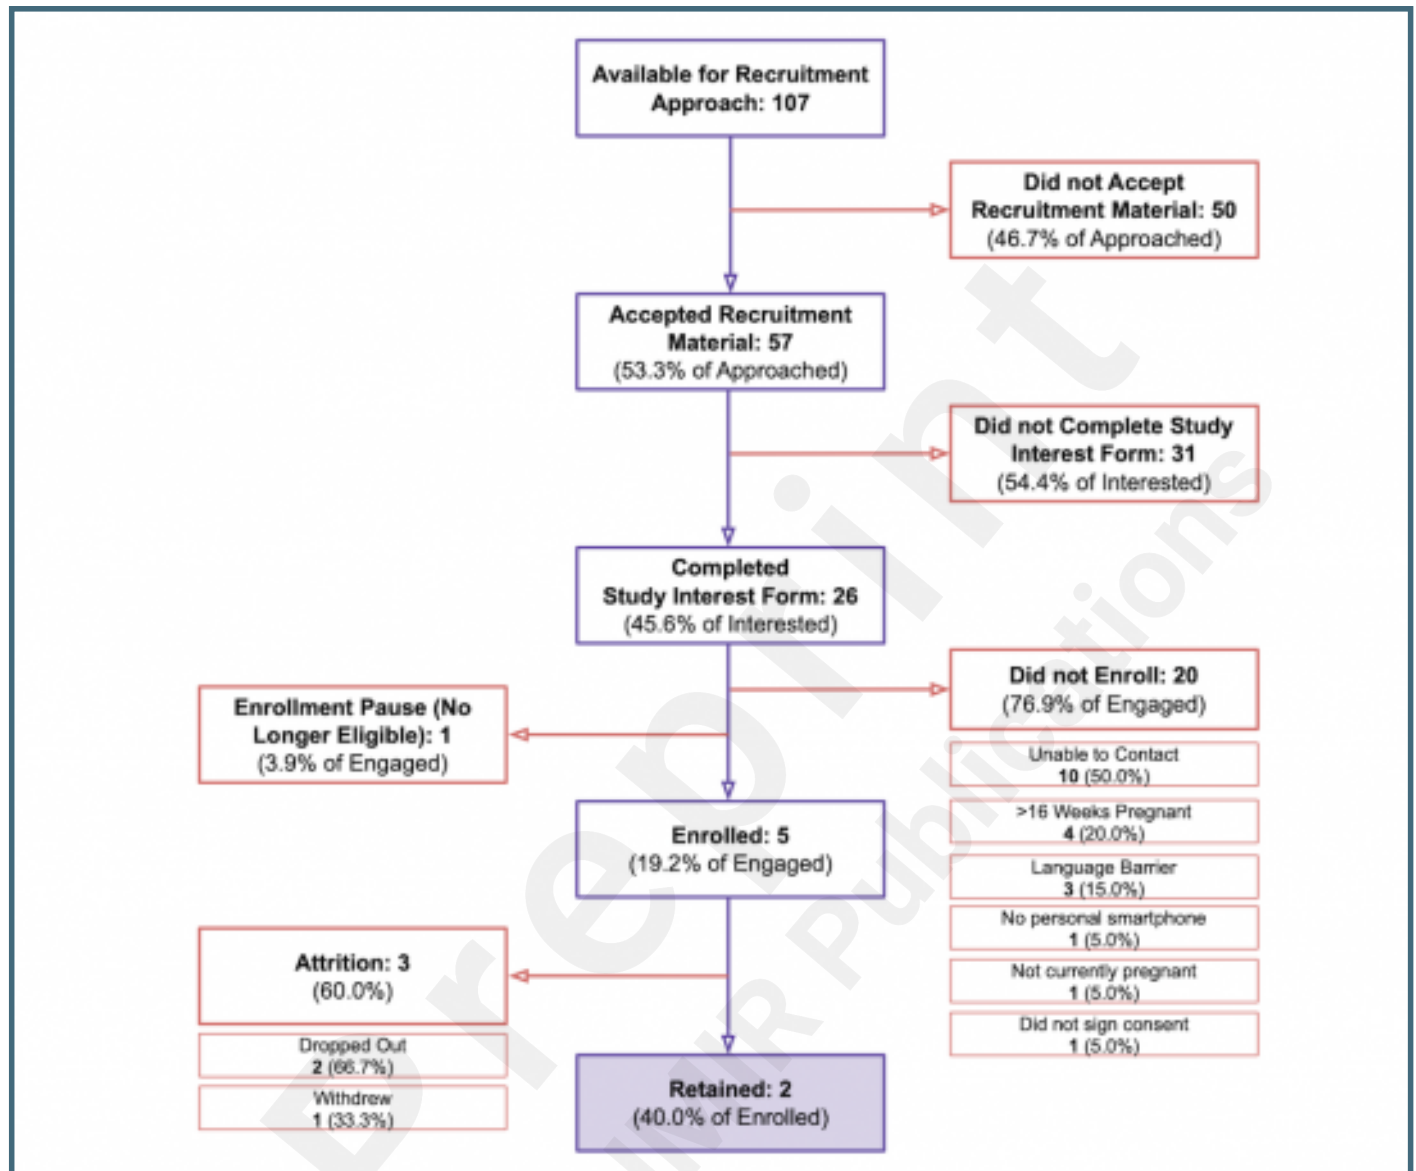 Available for Recruitment
Approach: 107
Did not Accept
Recruitment Material: 50
(46.7% of Approached)
Accepted Recruitment
Material: 57
(53.3% of Approached)
Did not Complete Study
Interest Form: 31
(54.4% of Interested)
Completed
Study Interest Form: 26
(45.6% of Interested)
Did not Enroll: 20
(76.9% of Engaged)
Unable to Contact
10 (50.0%)
>16 Weeks Pregnant
4 (20.0%)
Language Barrier
3 (15.0%)
No personal smartphone
1 (5.0%)
Not currently pregnant
1 (5.0%)
Did not sign consent
1 (5.0%)
Enrollment Pause (No
Longer Eligible): 1
(3.9% of Engaged)
Enrolled: 5
(19.2% of Engaged)
Attrition: 3
(60.0%)
Dropped Out
2 (66.7%)
Withdrew
1 (33.3%)
Retained: 2
(40.0% of Enrolled)
Preprint
JMIR Publications